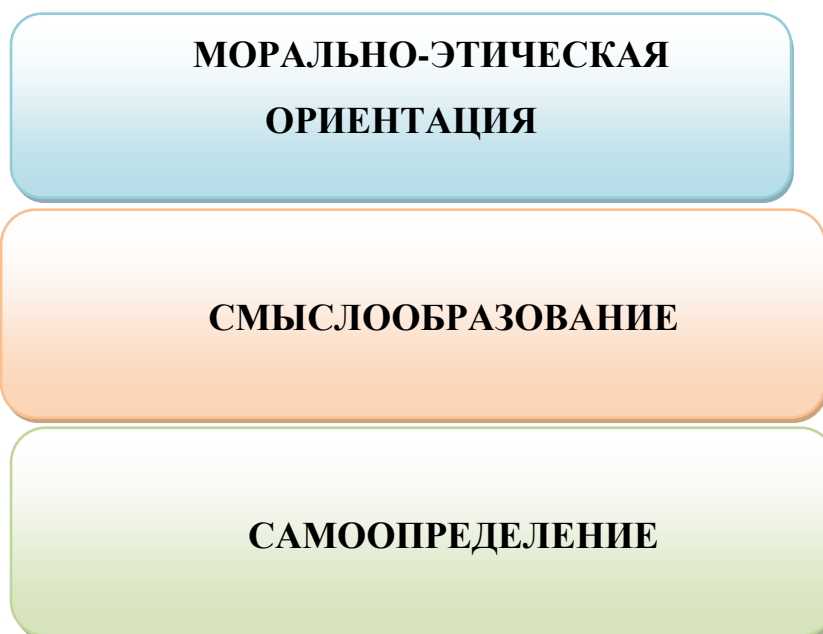 МОРАЛЬНО-ЭТИЧЕСКАЯ
ОРИЕНТАЦИЯ
СМЫСЛООБРАЗОВАНИЕ
САМООПРЕДЕЛЕНИЕ